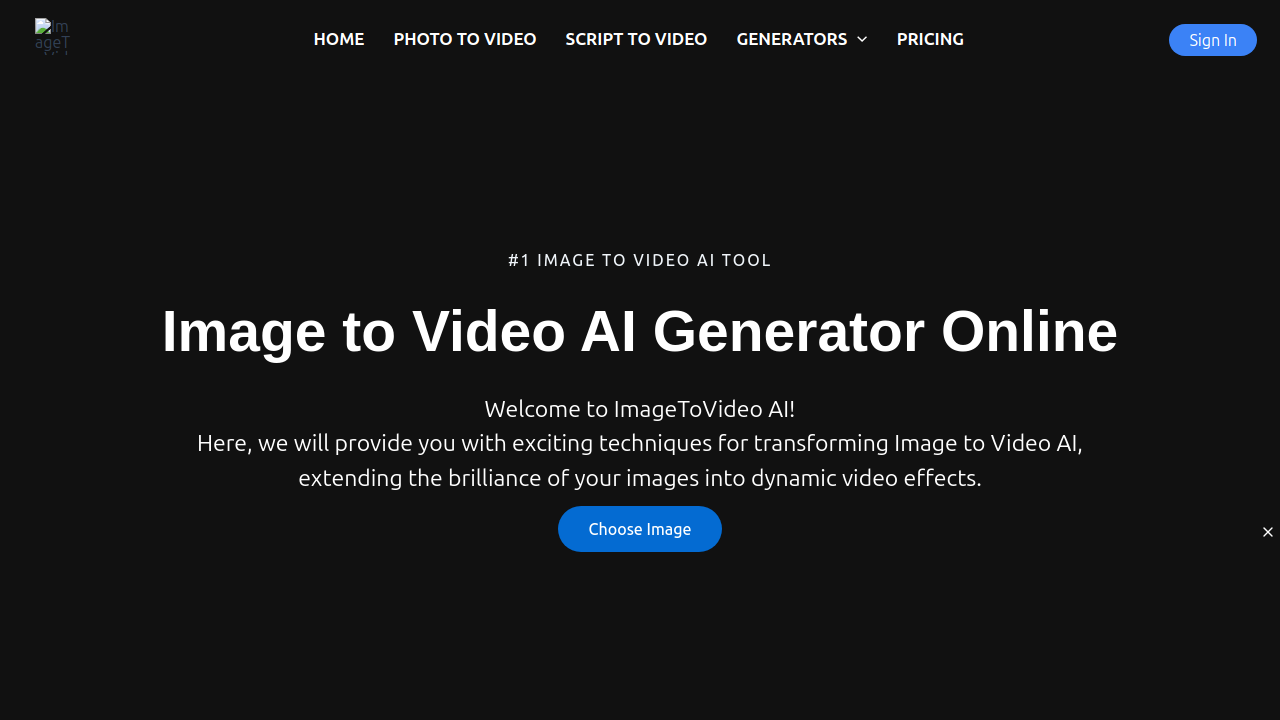 Im
ageT
HOME PHOTO TO VIDEO SCRIPT TO VIDEO GENERATORS PRICING
Sign In
#1 IMAGE TO VIDEO AI TOOL
Image to Video AI Generator Online
Welcome to ImageToVideo AI!
Here, we will provide you with exciting techniques for transforming Image to Video AI,
extending the brilliance of your images into dynamic video effects.
Choose Image